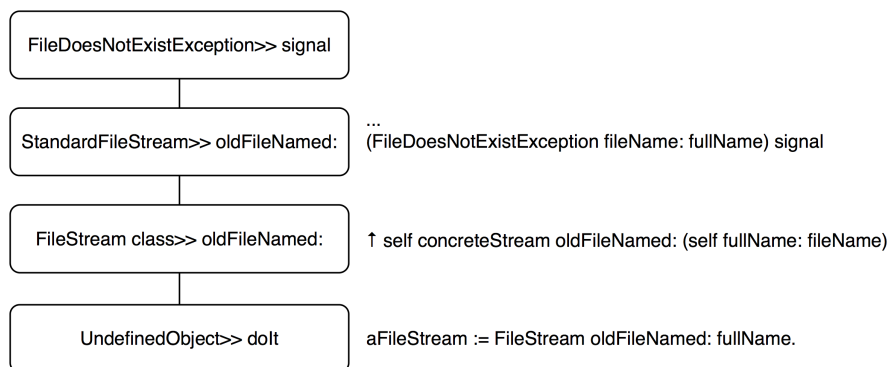 FileDoesNotExistException>> signal
...
StandardFileStream>> oldFileNamed:
(FileDoesNotExistException fileName: fullName) signal
FileStream class>> oldFileNamed:
↑ self concreteStream oldFileNamed: (self fullName: fileName)
UndefinedObject>> doIt
aFileStream := FileStream oldFileNamed: fullName.